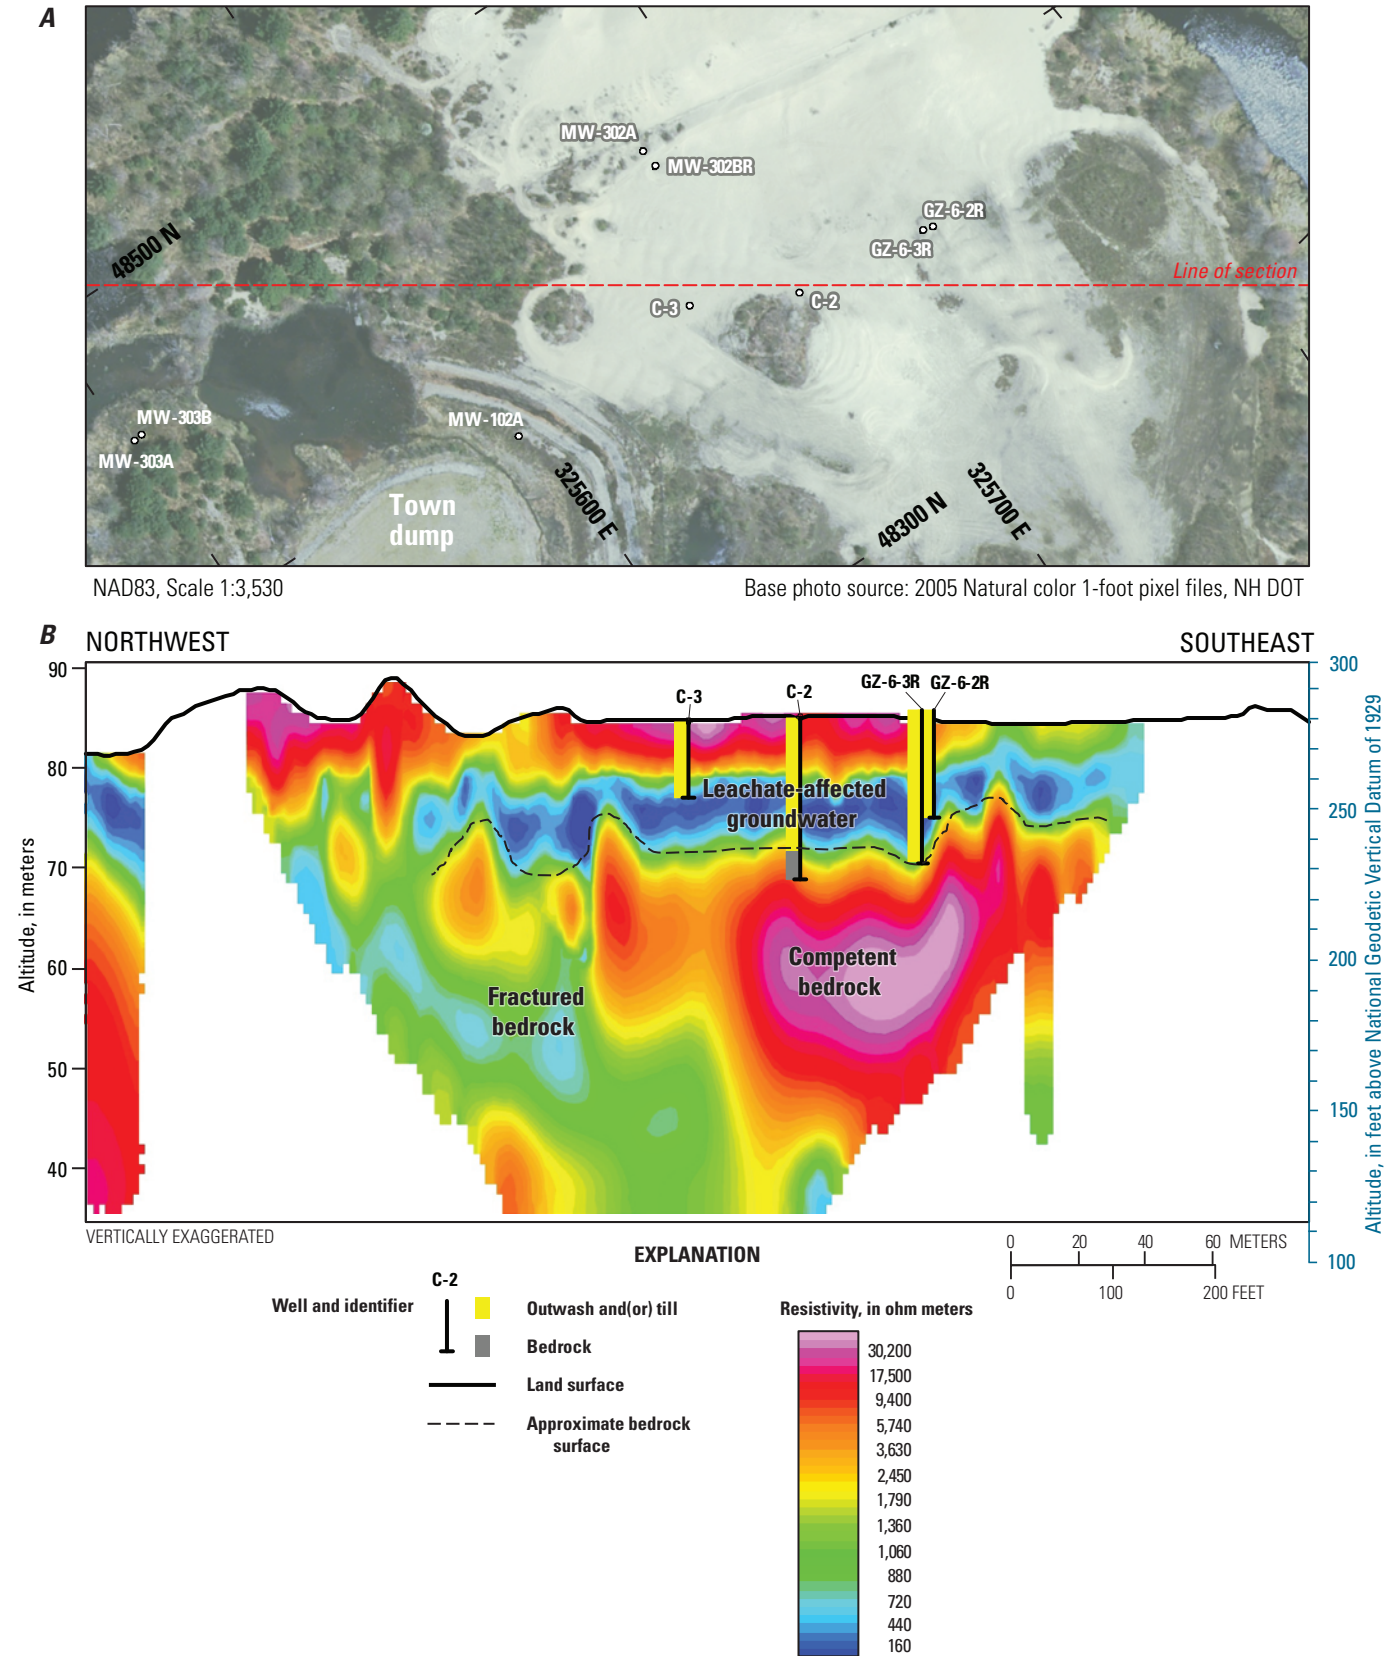 A
MW-302A
MW-302BR
GZ-6-2R
GZ-6-3R
48500 N
Line of section
C-3
C-2
MW-303B
MW-303A
MW-102A
Town
dump
325600 E
48300 N
325700 E
NAD83, Scale 1:3,530
Base photo source: 2005 Natural color 1-foot pixel files, NH DOT
B
NORTHWEST
SOUTHEAST
90
80
70
60
50
40
Altitude, in meters
300
250
200
150
100
Altitude, in feet above National Geodetic Vertical Datum of 1929
C-3
C-2
GZ-6-3R
GZ-6-2R
Leachate-affected
groundwater
Competent
bedrock
Fractured
bedrock
VERTICALLY EXAGGERATED
0 20 40 60 METERS
0 100 200 FEET
EXPLANATION
C-2
Well and identifier
Outwash and(or) till
Bedrock
Land surface
Approximate bedrock
surface
Resistivity, in ohm meters
30,200
17,500
9,400
5,740
3,630
2,450
1,790
1,360
1,060
880
720
440
160